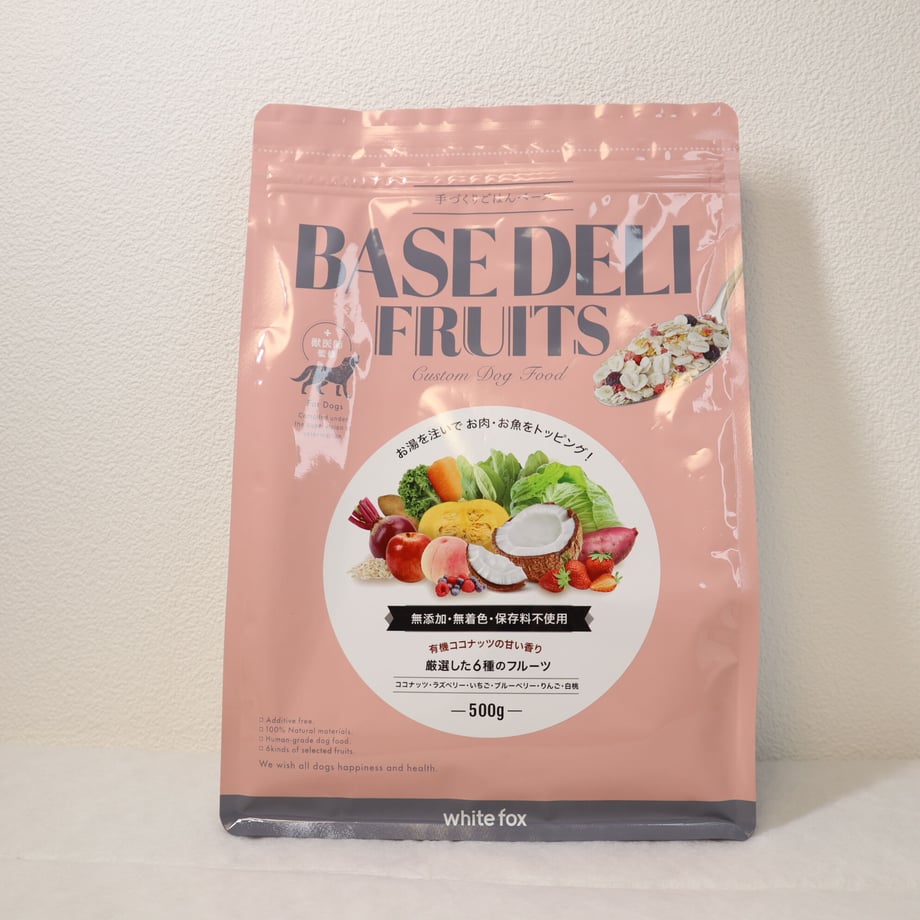 手づくりごはんベース
BASE DELI
FRUITS
Custom Dog Food
+
獣医師
監修
For Dogs
Compiled under
the supervision of
veterinarian
お湯を注いでお肉・お魚をトッピング!
無添加・無着色・保存料不使用
有機ココナッツの甘い香り
厳選した6種のフルーツ
ココナッツ・ラズベリー・いちご・ブルーベリー・りんご・白桃
500g
Additive free.
100% Natural materials.
Human-grade dog food.
6kinds of selected fruits.
We wish all dogs happiness and health.
white fox